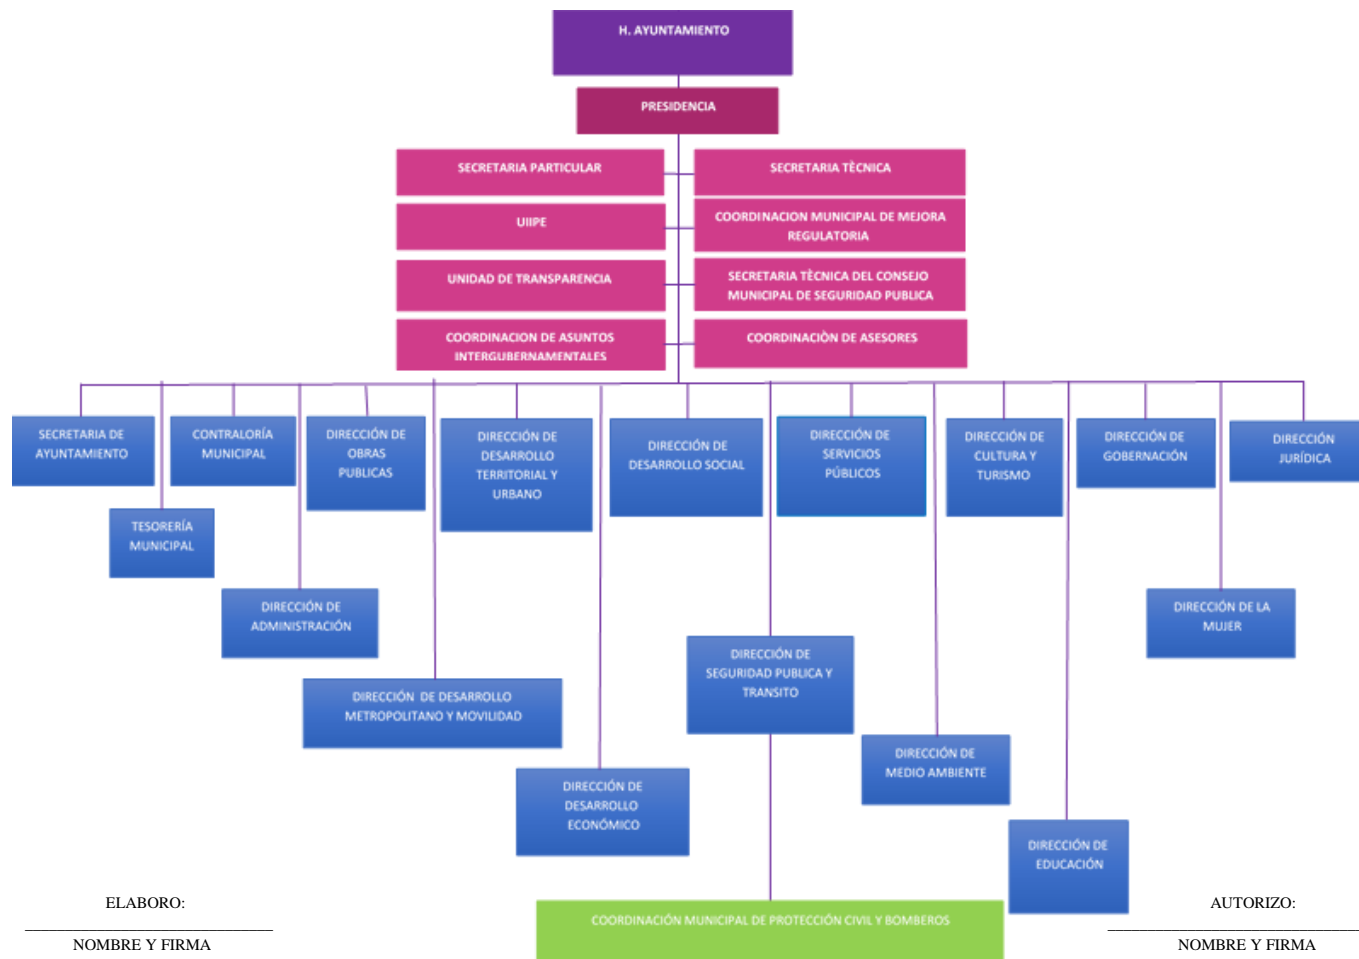 H. AYUNTAMIENTO
PRESIDENCIA
SECRETARIA PARTICULAR
SECRETARIA TÈCNICA
UIIPE
COORDINACION MUNICIPAL DE MEJORA
REGULATORIA
UNIDAD DE TRANSPARENCIA
SECRETARIA TÈCNICA DEL CONSEJO
MUNICIPAL DE SEGURIDAD PUBLICA
COORDINACION DE ASUNTOS
INTERGUBERNAMENTALES
COORDINACIÒN DE ASESORES
SECRETARIA DE
AYUNTAMIENTO
CONTRALORÍA
MUNICIPAL
DIRECCIÓN DE
OBRAS
PUBLICAS
DIRECCIÓN DE
DESARROLLO
TERRITORIAL Y
URBANO
DIRECCIÓN DE
DESARROLLO SOCIAL
DIRECCIÓN DE
SERVICIOS
PÚBLICOS
DIRECCIÓN DE
CULTURA Y
TURISMO
DIRECCIÓN DE
GOBERNACIÓN
DIRECCIÓN
JURÍDICA
TESORERÍA
MUNICIPAL
DIRECCIÓN DE
ADMINISTRACIÓN
DIRECCIÓN DE LA
MUJER
DIRECCIÓN DE
SEGURIDAD PUBLICA Y
TRANSITO
DIRECCIÓN DE DESARROLLO
METROPOLITANO Y MOVILIDAD
DIRECCIÓN DE
MEDIO AMBIENTE
DIRECCIÓN DE
DESARROLLO
ECONÓMICO
DIRECCIÓN DE
EDUCACIÓN
COORDINACIÓN MUNICIPAL DE PROTECCIÓN CIVIL Y BOMBEROS
ELABORO:
NOMBRE Y FIRMA
AUTORIZO:
NOMBRE Y FIRMA